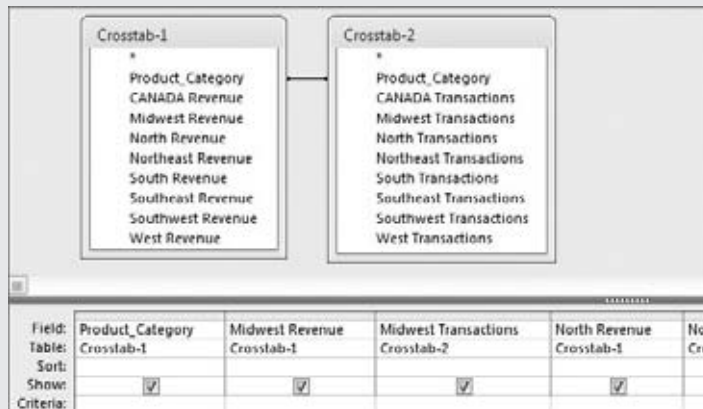 Crosstab-1
*
Product_Category
CANADA Revenue
Midwest Revenue
North Revenue
Northeast Revenue
South Revenue
Southeast Revenue
Southwest Revenue
West Revenue
Crosstab-2
*
Product_Category
CANADA Transactions
Midwest Transactions
North Transactions
Northeast Transactions
South Transactions
Southeast Transactions
Southwest Transactions
West Transactions
Field: Product_Category Midwest Revenue Midwest Transactions North Revenue
Table: Crosstab-1 Crosstab-1 Crosstab-2 Crosstab-1
Sort:
Show:
Criteria: